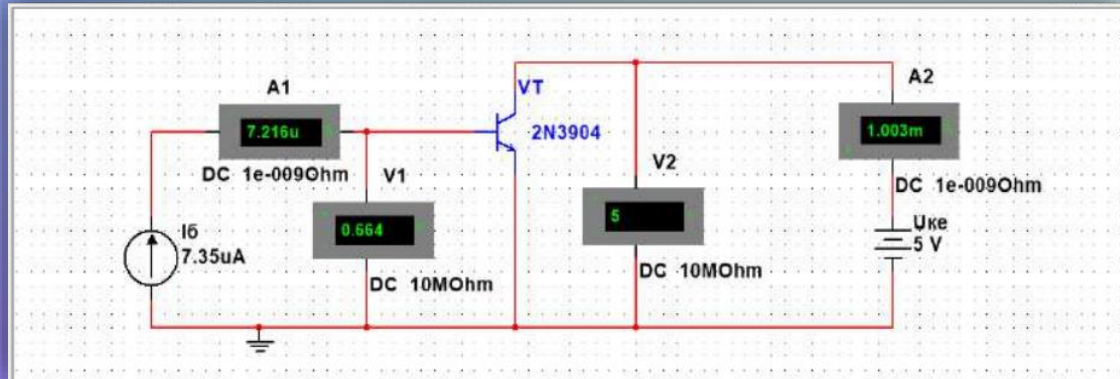 A1
7.216u
DC 1e-009Ohm
Iб
7.35uA
V1
0.664
DC 10MOhm
VT
2N3904
V2
5
DC 10MOhm
A2
1.003m
DC 1e-009Ohm
Uке
5 V